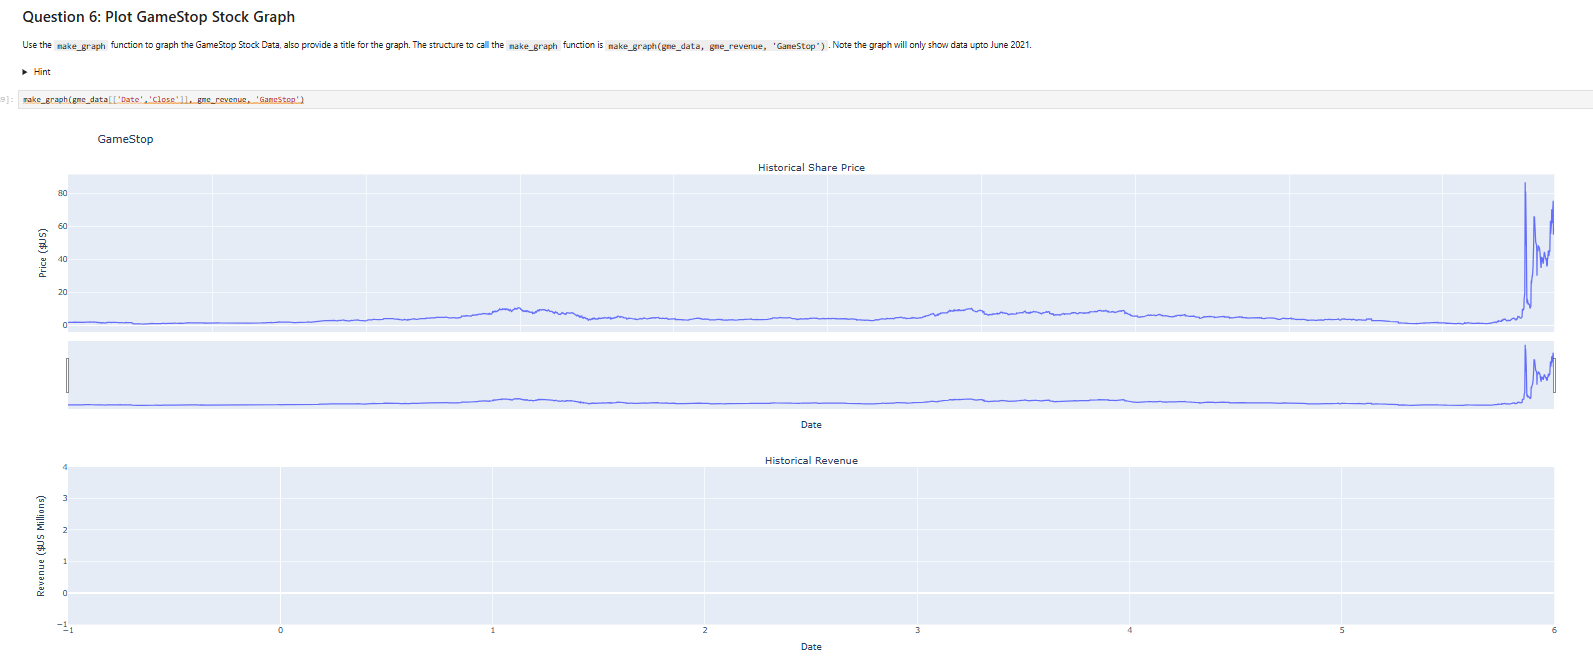 Question 6: Plot GameStop Stock Graph
Use the make_graph function to graph the GameStop Stock Data, also provide a title for the graph. The structure to call the make_graph function is make_graph(gme_data, gme_revenue, 'GameStop'). Note the graph will only show data upto June 2021.
Hint
9]: make_graph(gme_data[['Date','Close']], gme_revenue, 'GameStop')
GameStop
Historical Share Price
80
60
40
20
0
Price ($US)
Date
Historical Revenue
4
3
2
1
0
−1
Revenue ($US Millions)
−1 0 1 2 3 4 5 6
Date